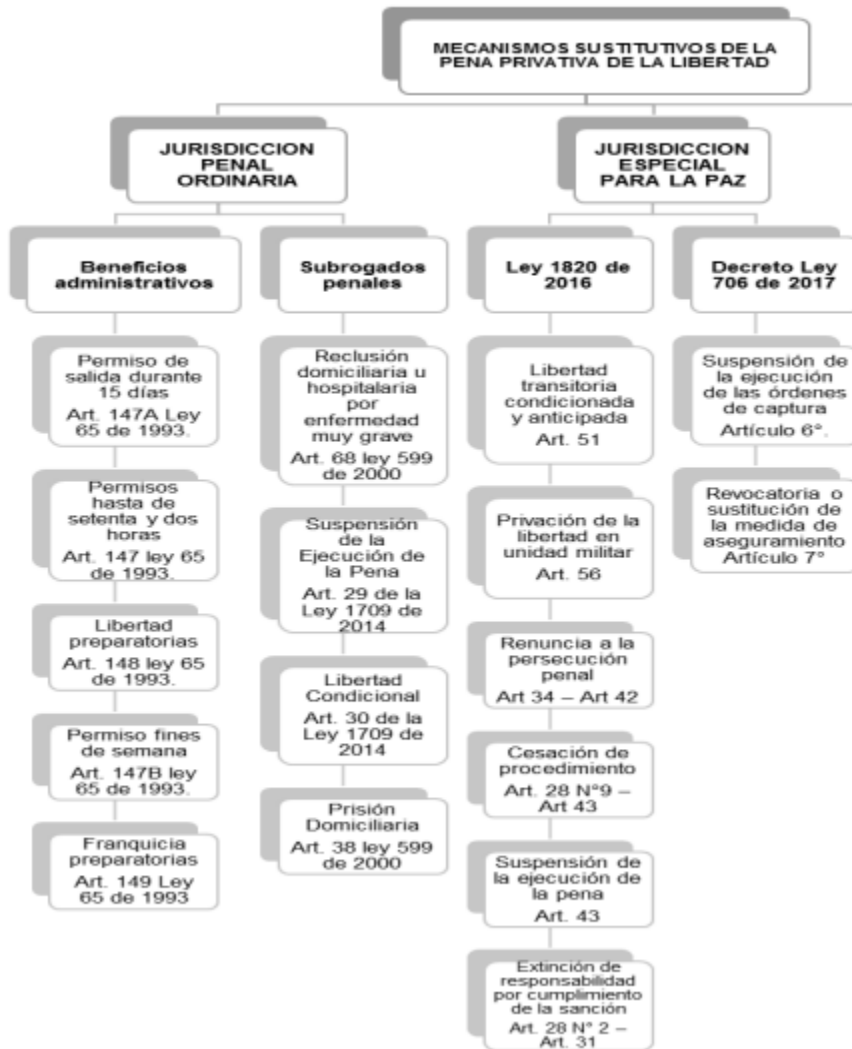 MECANISMOS SUSTITUTIVOS DE LA
PENA PRIVATIVA DE LA LIBERTAD
JURISDICCION
PENAL
ORDINARIA
JURISDICCION
ESPECIAL
PARA LA PAZ
Beneficios
administrativos
Subrogados
penales
Ley 1820 de
2016
Decreto Ley
706 de 2017
Permiso de
salida durante
15 días
Art. 147A Ley
65 de 1993.
Permisos
hasta de
setenta y dos
horas
Art. 147 ley 65
de 1993.
Libertad
preparatorias
Art. 148 ley 65
de 1993.
Permiso fines
de semana
Art. 147B ley
65 de 1993.
Franquicia
preparatorias
Art. 149 Ley
65 de 1993
Reclusión
domiciliaria u
hospitalaria
por
enfermedad
muy grave
Art. 68 ley 599
de 2000
Suspensión
de la
Ejecución de
la Pena
Art. 29 de la
Ley 1709 de
2014
Libertad
Condicional
Art. 30 de la
Ley 1709 de
2014
Prisión
Domiciliaria
Art. 38 ley 599
de 2000
Libertad
transitoria
condicionada
y anticipada
Art. 51
Privación de la
libertad en
unidad militar
Art. 56
Renuncia a la
persecución
penal
Art 34 – Art 42
Cesación de
procedimiento
Art. 28 N°9 –
Art 43
Suspensión de
la ejecución de
la pena
Art. 43
Extinción de
responsabilidad
por cumplimiento
de la sanción
Art. 28 N° 2 –
Art. 31
Suspensión de
la ejecución
de las órdenes
de captura
Artículo 6°.
Revocatoria o
sustitución de
la medida de
aseguramiento
Artículo 7°